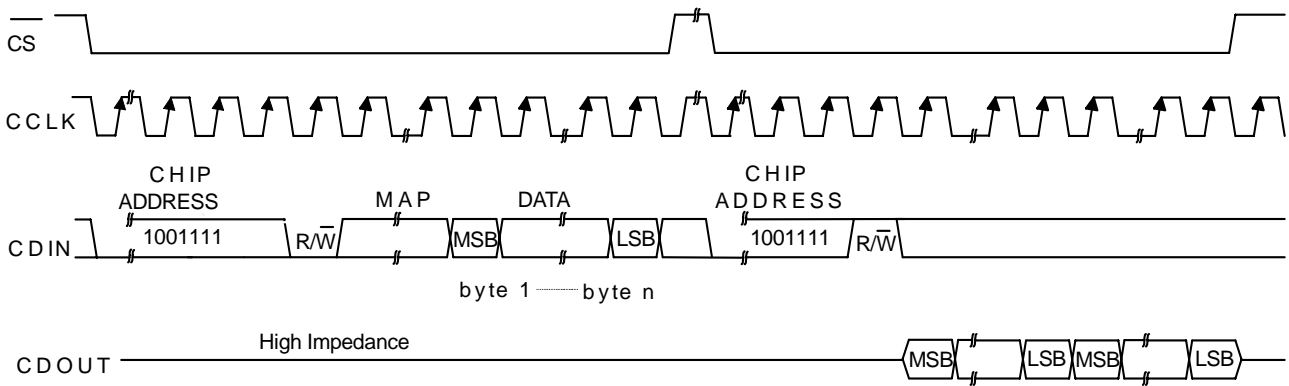 CS
CCLK
CHIP
ADDRESS
MAP
DATA
CHIP
ADDRESS
CDIN
1001111
R/W
MSB
LSB
1001111
R/W
byte 1
byte n
High Impedance
CDOUT
MSB
LSB
MSB
LSB